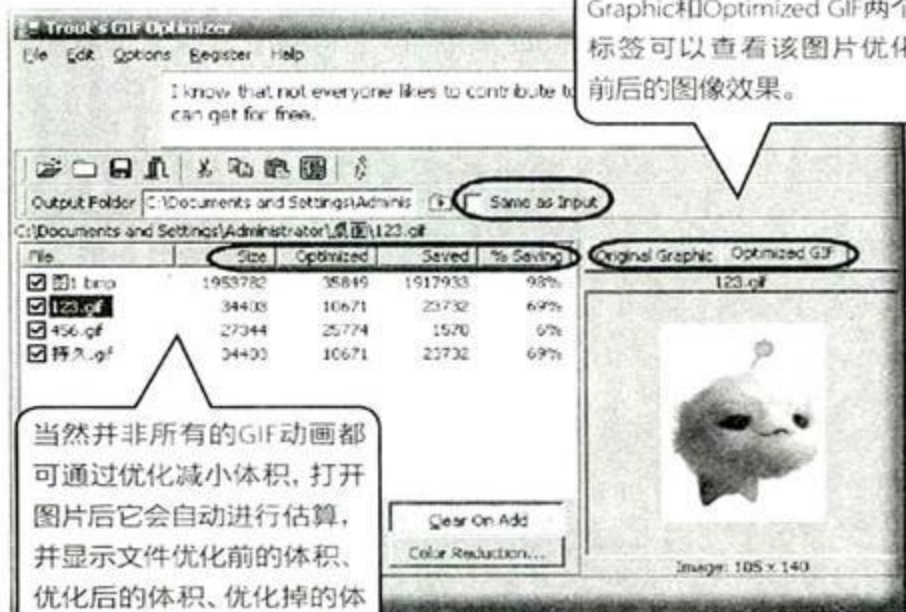 Graphic和Optimized GIF两个
标签可以查看该图片优化
前后的图像效果。
Trout's GIF Optimizer
File Edit Options Register Help
I know that not everyone likes to contribute to
can get for free.
Output Folder C:\Documents and Settings\Adminis Same as Input
C:\Documents and Settings\Administrator\桌面\123.gif
File Size Optimized Saved % Saving
图1 bmp 1953782 35849 1917933 98%
123.gif 34403 10671 23732 69%
456.gif 27344 25774 1570 6%
持久.gif 34403 10671 23732 69%
Original Graphic Optimized GIF
123.gif
当然并非所有的GIF动画都
可通过优化减小体积,打开
图片后它会自动进行估算,
并显示文件优化前的体积、
优化后的体积、优化掉的体
Clear On Add
Color Reduction...
Image: 105 x 140